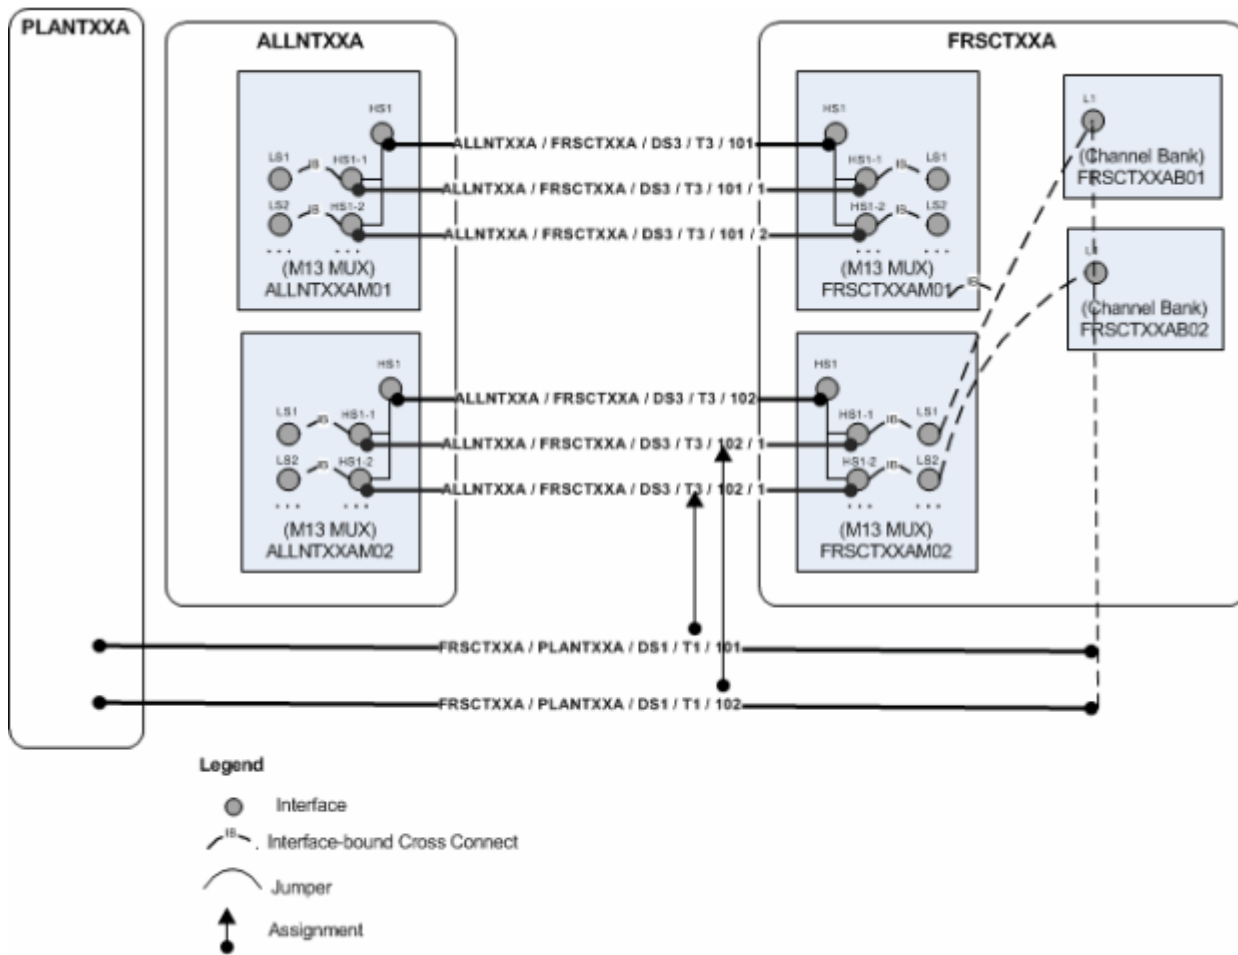 PLANTXXA
ALLNTXXA
FRSCTXXA
HS1
LS1
IB
HS1-1
LS2
IB
HS1-2
...
...
(M13 MUX)
ALLNTXXAM01
ALLNTXXA / FRSCTXXA / DS3 / T3 / 101
ALLNTXXA / FRSCTXXA / DS3 / T3 / 101 / 1
ALLNTXXA / FRSCTXXA / DS3 / T3 / 101 / 2
HS1
HS1-1
IB
LS1
HS1-2
IB
LS2
...
...
(M13 MUX)
FRSCTXXAM01
IB
L1
(Channel Bank)
FRSCTXXAB01
(Channel Bank)
FRSCTXXAB02
HS1
LS1
IB
HS1-1
LS2
IB
HS1-2
...
...
(M13 MUX)
ALLNTXXAM02
ALLNTXXA / FRSCTXXA / DS3 / T3 / 102
ALLNTXXA / FRSCTXXA / DS3 / T3 / 102 / 1
ALLNTXXA / FRSCTXXA / DS3 / T3 / 102 / 1
HS1
HS1-1
IB
LS1
HS1-2
IB
LS2
...
...
(M13 MUX)
FRSCTXXAM02
FRSCTXXA / PLANTXXA / DS1 / T1 / 101
FRSCTXXA / PLANTXXA / DS1 / T1 / 102
Legend
Interface
IB
Interface-bound Cross Connect
Jumper
Assignment